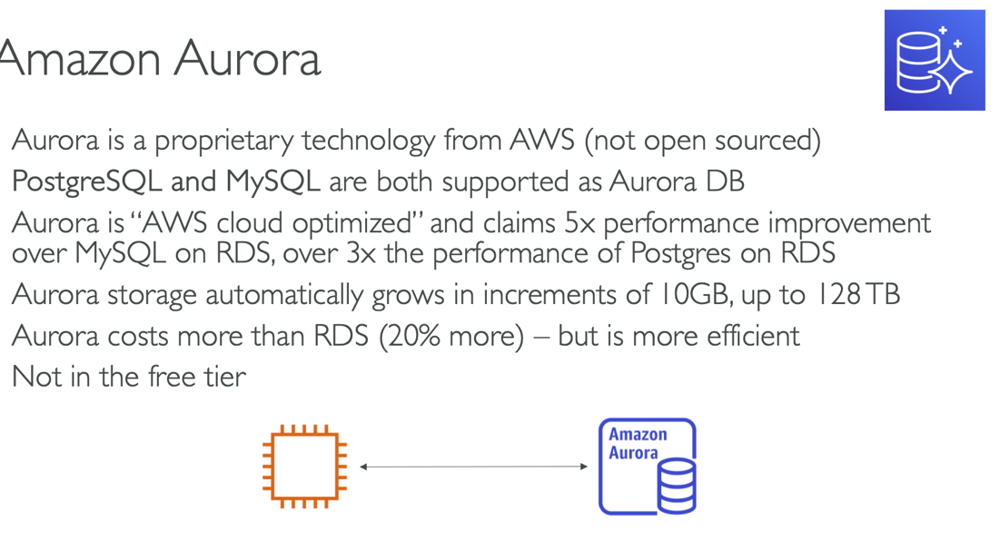 Amazon Aurora
Aurora is a proprietary technology from AWS (not open sourced)
PostgreSQL and MySQL are both supported as Aurora DB
Aurora is “AWS cloud optimized” and claims 5x performance improvement
over MySQL on RDS, over 3x the performance of Postgres on RDS
Aurora storage automatically grows in increments of 10GB, up to 128 TB
Aurora costs more than RDS (20% more) – but is more efficient
Not in the free tier
Amazon
Aurora